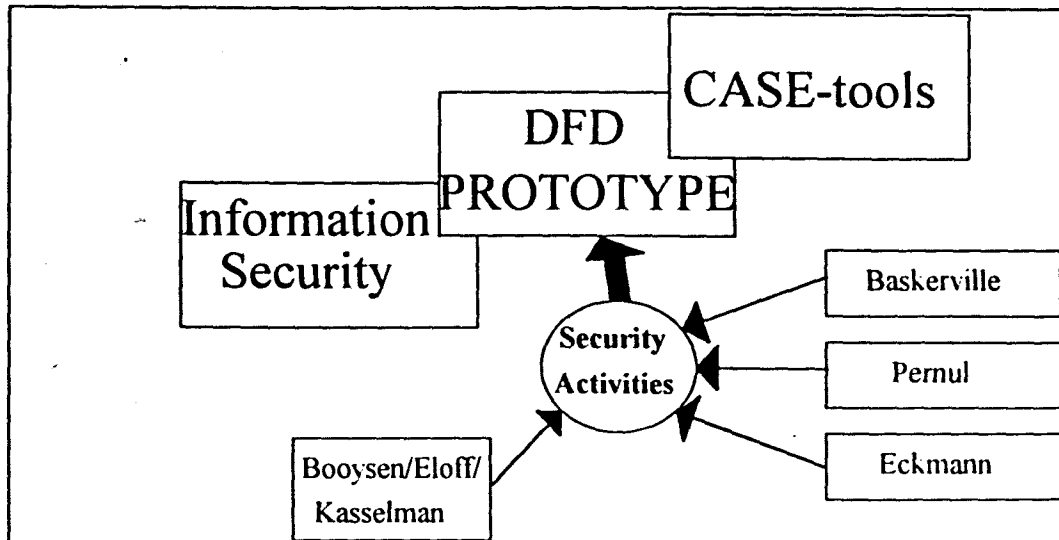 CASE-tools
DFD
PROTOTYPE
Information
Security
Security
Activities
Baskerville
Pernul
Eckmann
Booysen/Eloff/
Kasselman